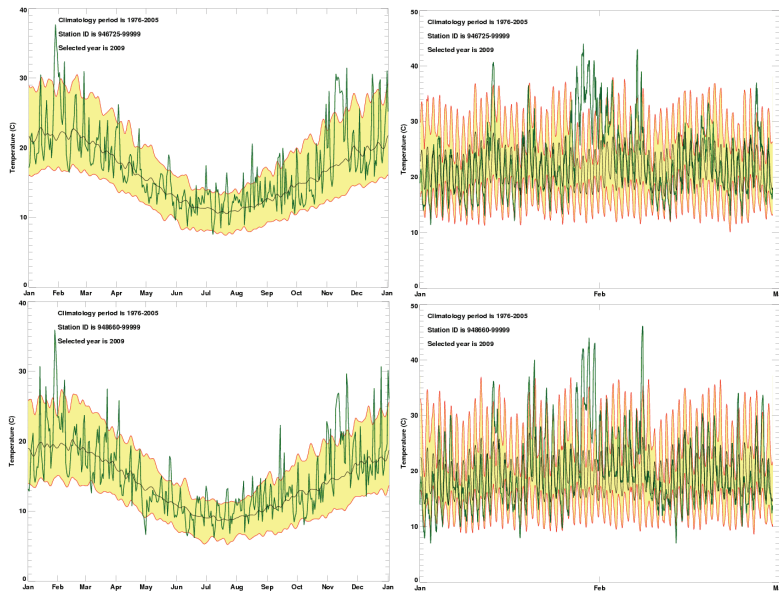 Climatology period is 1976-2005
Station ID is 946725-99999
Selected year is 2009
Temperature (C)
40
30
20
10
0
Jan Feb Mar Apr May Jun Jul Aug Sep Oct Nov Dec Jan
Climatology period is 1976-2005
Station ID is 946725-99999
Selected year is 2009
Temperature (C)
50
40
30
20
10
0
Jan Feb M
Climatology period is 1976-2005
Station ID is 948660-99999
Selected year is 2009
Temperature (C)
40
30
20
10
0
Jan Feb Mar Apr May Jun Jul Aug Sep Oct Nov Dec Jan
Climatology period is 1976-2005
Station ID is 948660-99999
Selected year is 2009
Temperature (C)
50
40
30
20
10
0
Jan Feb M